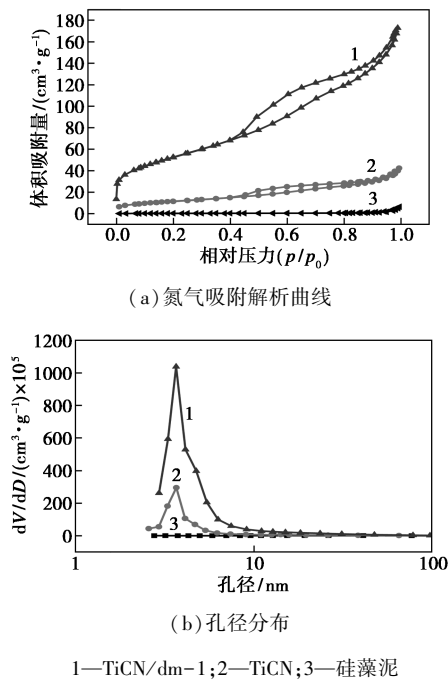 180
160
140
120
100
80
60
40
20
0
体积吸附量/(cm³·g⁻¹)
1
2
3
0.0 0.2 0.4 0.6 0.8 1.0
相对压力(p/p₀)
(a)氮气吸附解析曲线
1200
1000
800
600
400
200
0
dV/dD/(cm³·g⁻¹)×10⁵
1
2
3
1 10 100
孔径/nm
(b)孔径分布
1—TiCN/dm-1;2—TiCN;3—硅藻泥